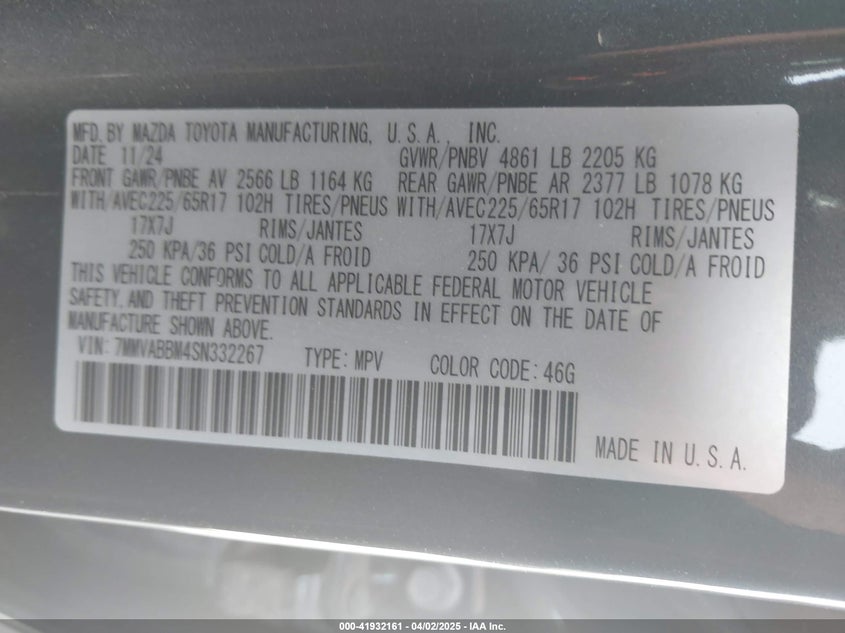 MFD. BY MAZDA TOYOTA MANUFACTURING, U.S.A., INC.
DATE 11/24 GVWR/PNBV 4861 LB 2205 KG
FRONT GAWR/PNBE AV 2566 LB 1164 KG REAR GAWR/PNBE AR 2377 LB 1078 KG
WITH/AVEC225/65R17 102H TIRES/PNEUS WITH/AVEC225/65R17 102H TIRES/PNEUS
17X7J RIMS/JANTES 17X7J RIMS/JANTES
250 KPA/36 PSI COLD/A FROID 250 KPA/ 36 PSI COLD/A FROID
THIS VEHICLE CONFORMS TO ALL APPLICABLE FEDERAL MOTOR VEHICLE
SAFETY, AND THEFT PREVENTION STANDARDS IN EFFECT ON THE DATE OF
MANUFACTURE SHOWN ABOVE.
VIN: 7MMVABBM4SN332267 TYPE: MPV COLOR CODE: 46G
MADE IN U.S.A.
000-41932161 - 04/02/2025 - IAA Inc.